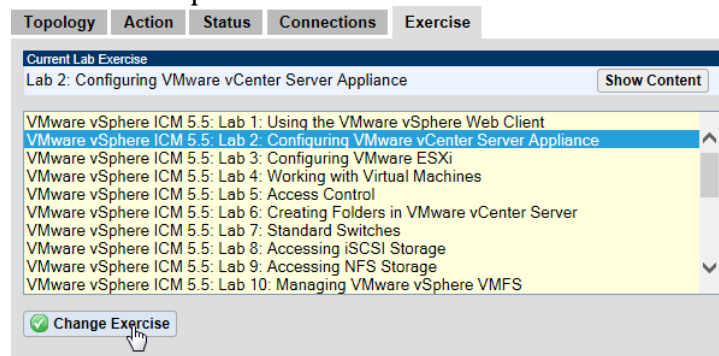 Topology Action Status Connections Exercise
Current Lab Exercise
Lab 2: Configuring VMware vCenter Server Appliance Show Content
VMware vSphere ICM 5.5: Lab 1: Using the VMware vSphere Web Client
VMware vSphere ICM 5.5: Lab 2: Configuring VMware vCenter Server Appliance
VMware vSphere ICM 5.5: Lab 3: Configuring VMware ESXi
VMware vSphere ICM 5.5: Lab 4: Working with Virtual Machines
VMware vSphere ICM 5.5: Lab 5: Access Control
VMware vSphere ICM 5.5: Lab 6: Creating Folders in VMware vCenter Server
VMware vSphere ICM 5.5: Lab 7: Standard Switches
VMware vSphere ICM 5.5: Lab 8: Accessing iSCSI Storage
VMware vSphere ICM 5.5: Lab 9: Accessing NFS Storage
VMware vSphere ICM 5.5: Lab 10: Managing VMware vSphere VMFS
Change Exercise